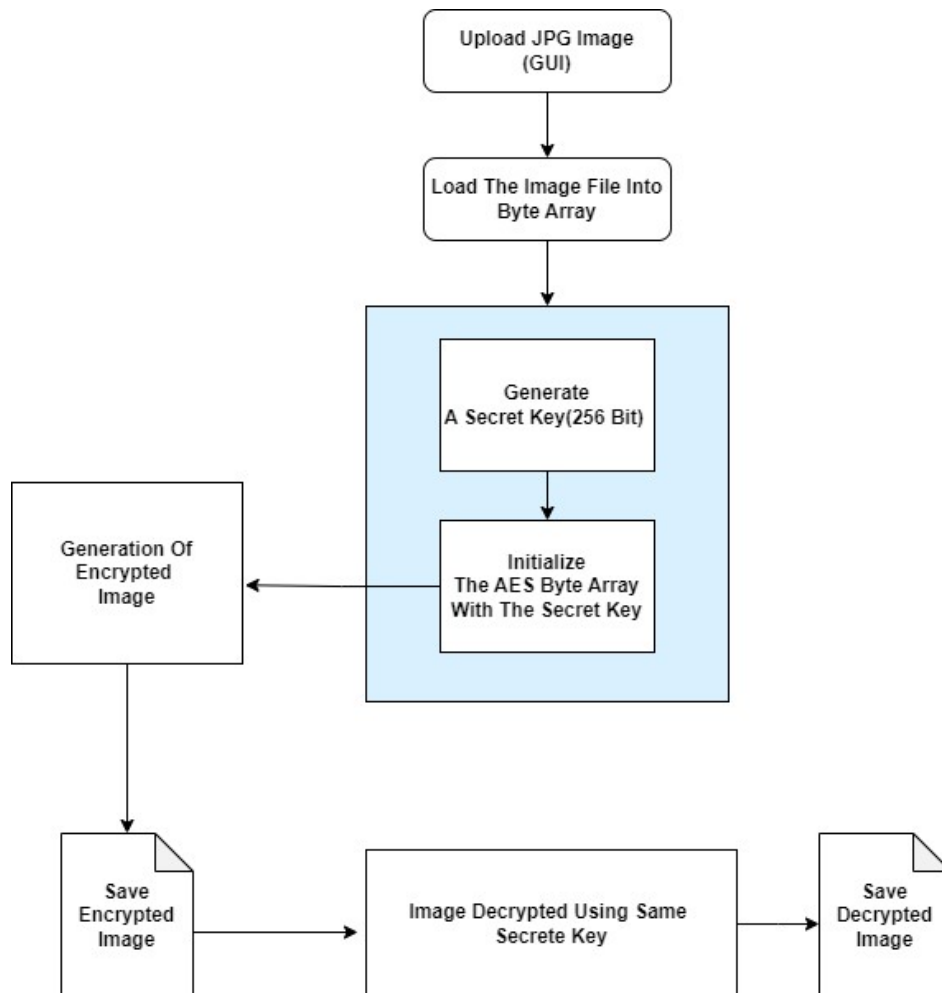 Upload JPG Image
(GUI)
Load The Image File Into
Byte Array
Generate
A Secret Key(256 Bit)
Initialize
The AES Byte Array
With The Secret Key
Generation Of
Encrypted
Image
Save
Encrypted
Image
Image Decrypted Using Same
Secrete Key
Save
Decrypted
Image